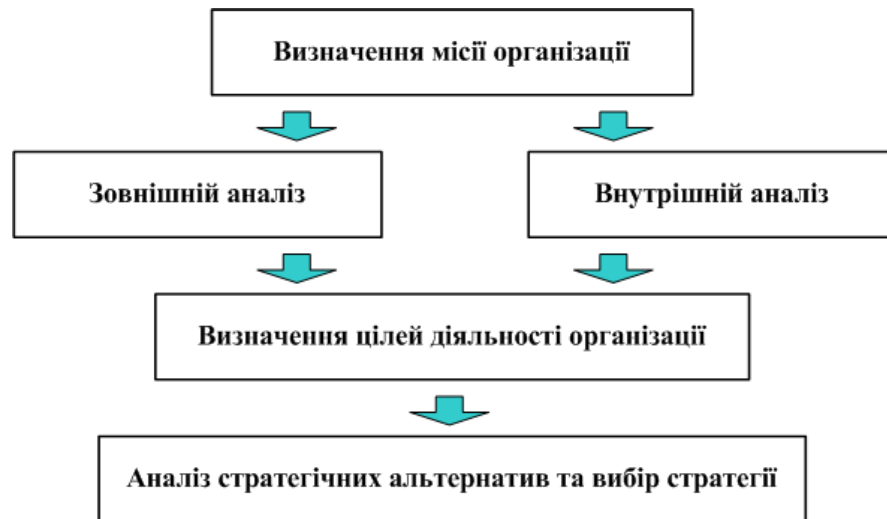 Визначення місії організації
Зовнішній аналіз
Внутрішній аналіз
Визначення цілей діяльності організації
Аналіз стратегічних альтернатив та вибір стратегії